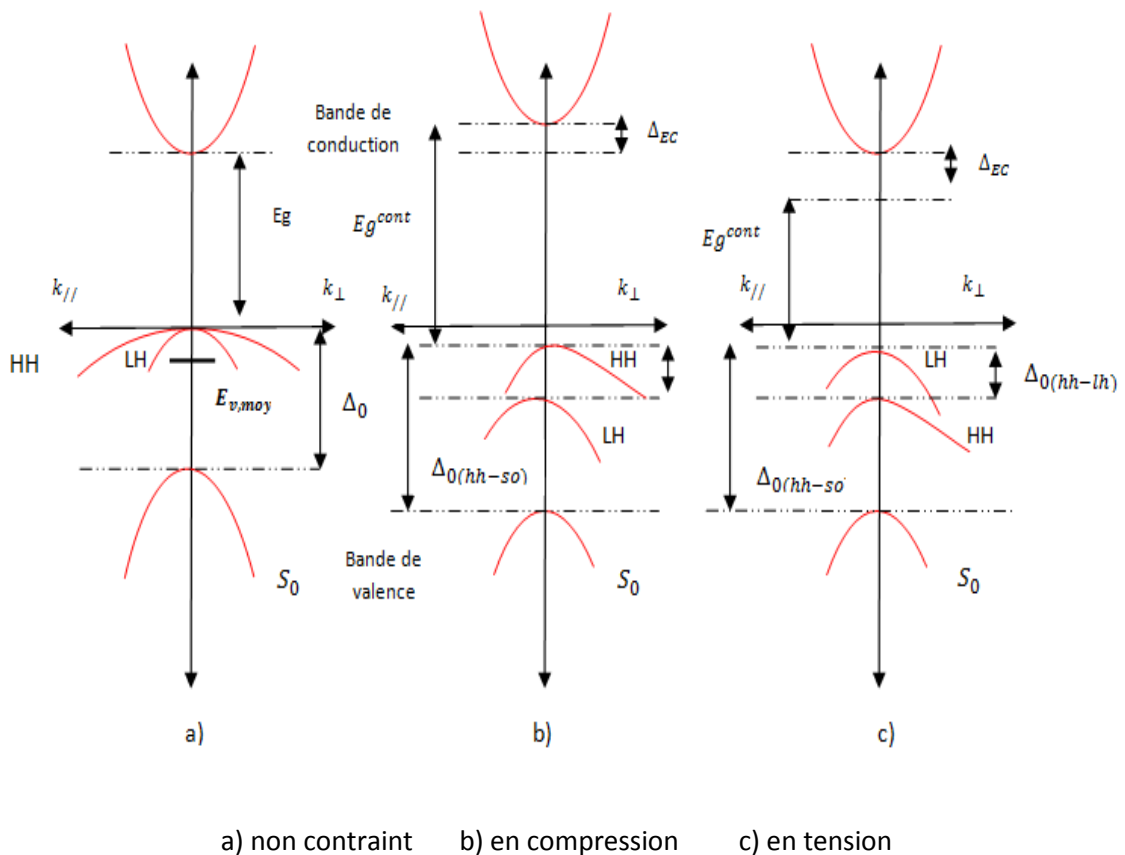 Bande de
conduction
Δ_EC
Δ_EC
Eg
Eg^cont
Eg^cont
k_//
k_⊥
k_//
k_⊥
k_//
k_⊥
HH
LH
HH
LH
E_v,moy
Δ_0
Δ_0(hh-lh)
LH
HH
Δ_0(hh-so)
Δ_0(hh-so
Bande de
valence
S_0
S_0
S_0
a)
b)
c)
a) non contraint b) en compression c) en tension